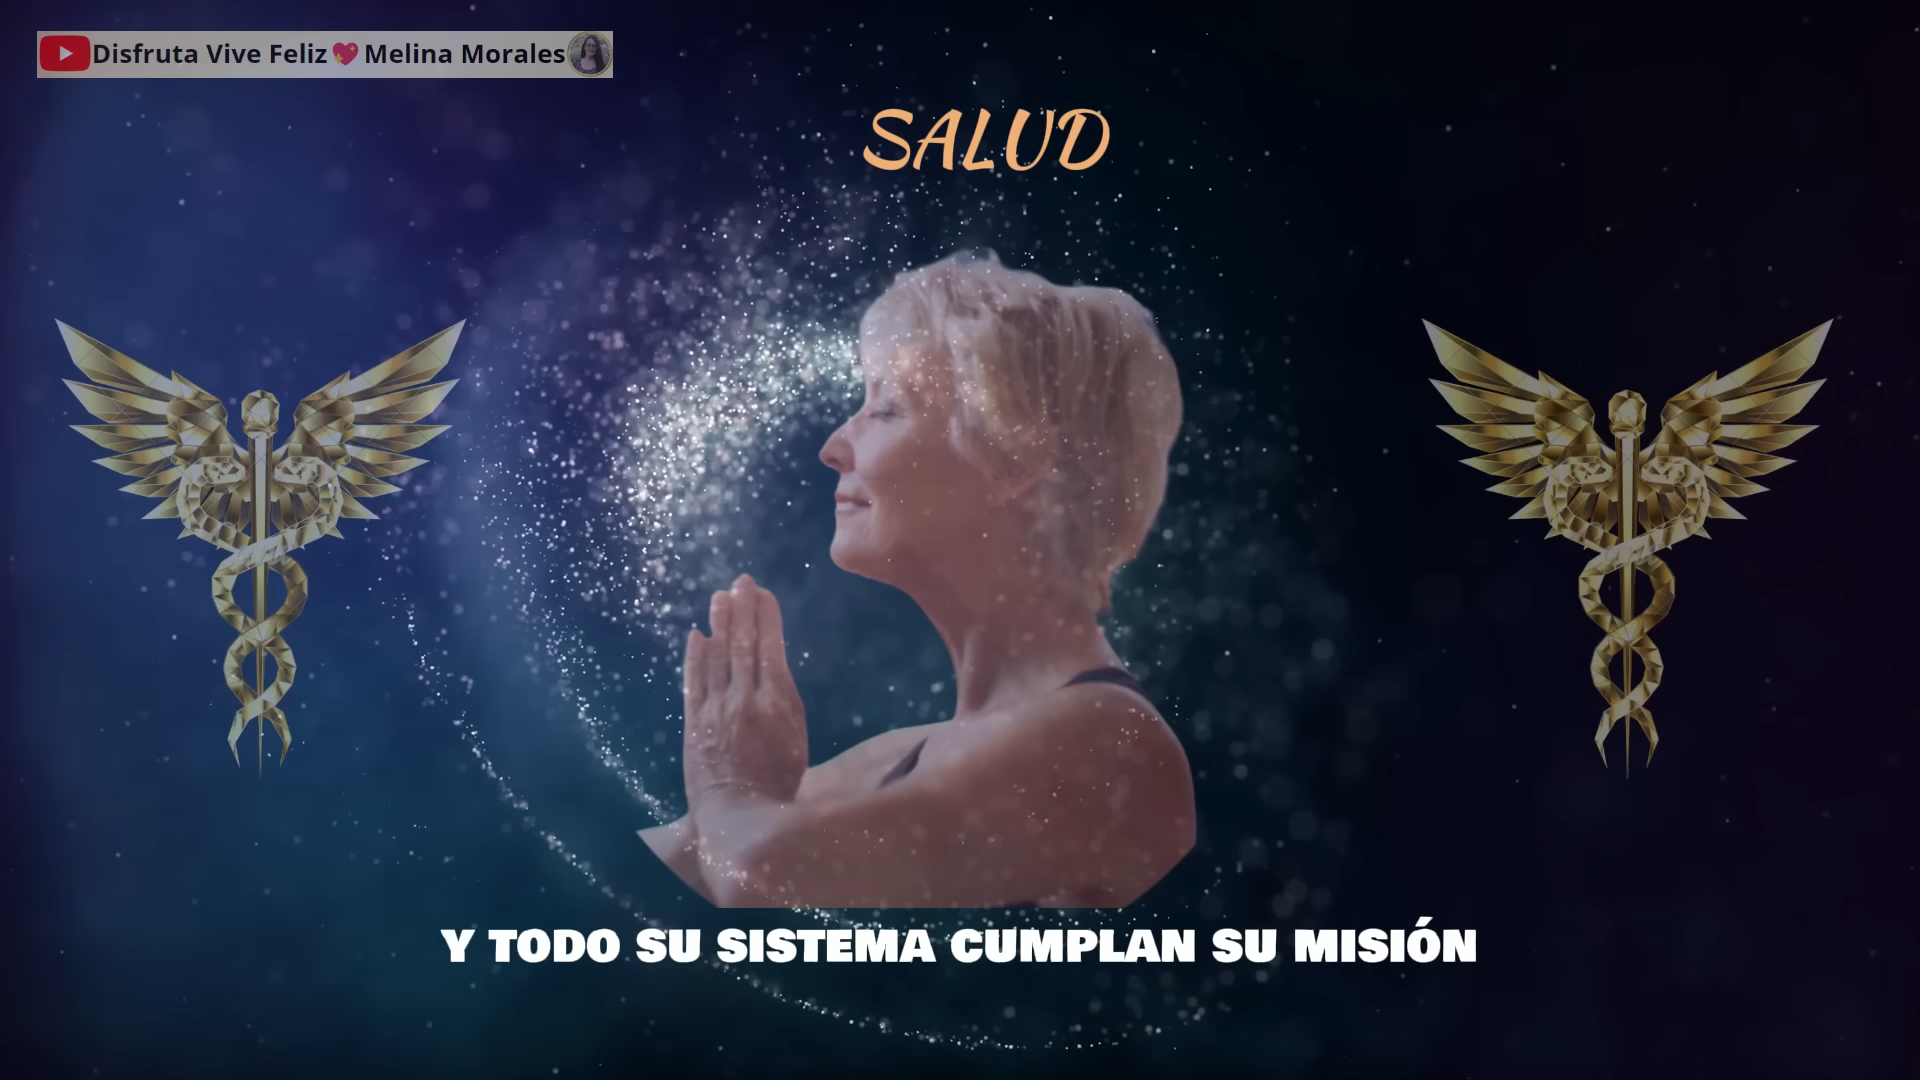 Disfruta Vive Feliz💖Melina Morales
SALUD
Y TODO SU SISTEMA CUMPLAN SU MISIÓN